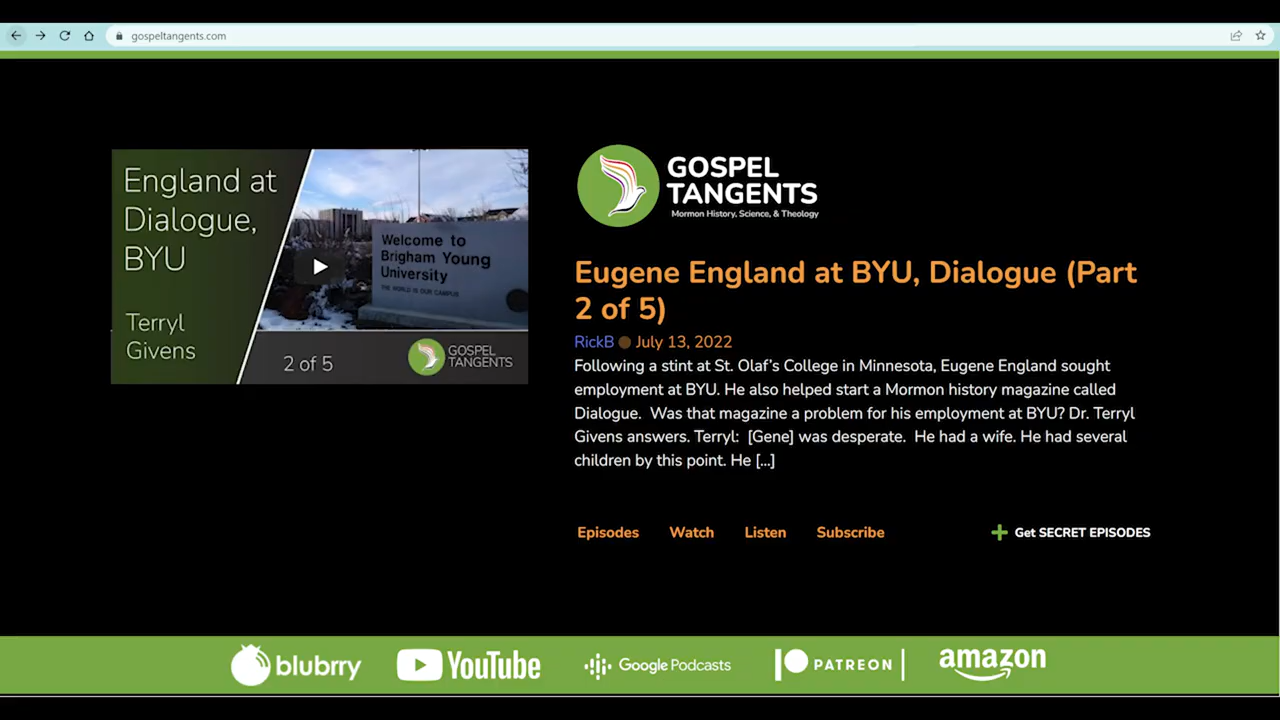 gospeltangents.com
England at
Dialogue,
BYU
Terryl
Givens
Welcome to
Brigham Young
University
THE WORLD IS OUR CAMPUS
2 of 5
GOSPEL
TANGENTS
GOSPEL
TANGENTS
Mormon History, Science, & Theology
Eugene England at BYU, Dialogue (Part
2 of 5)
RickB July 13, 2022
Following a stint at St. Olaf's College in Minnesota, Eugene England sought
employment at BYU. He also helped start a Mormon history magazine called
Dialogue. Was that magazine a problem for his employment at BYU? Dr. Terryl
Givens answers. Terryl: [Gene] was desperate. He had a wife. He had several
children by this point. He [...]
Episodes Watch Listen Subscribe Get SECRET EPISODES
blubrry YouTube Google Podcasts PATREON amazon